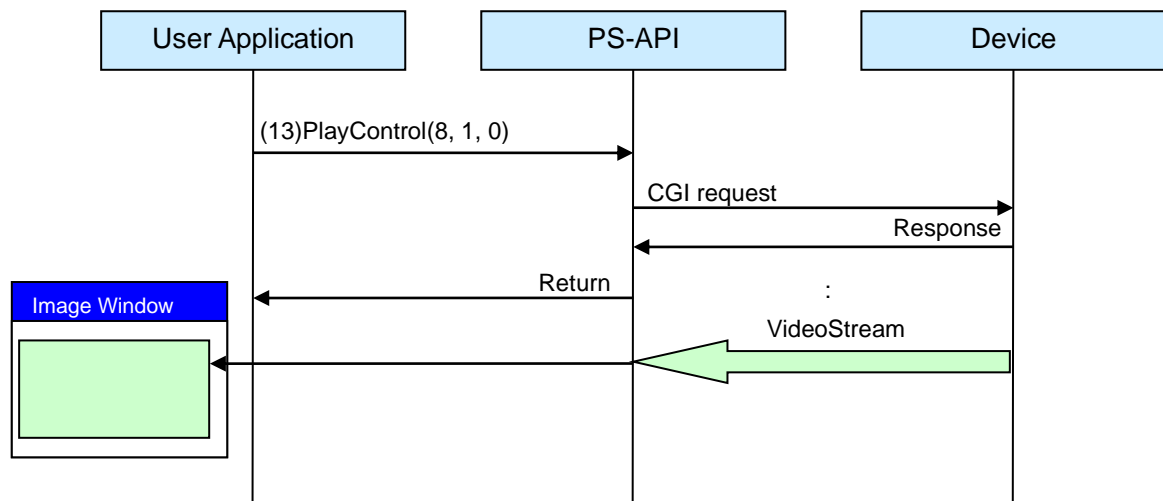 User Application
PS-API
Device
(13)PlayControl(8, 1, 0)
CGI request
Response
Return
:
Image Window
VideoStream